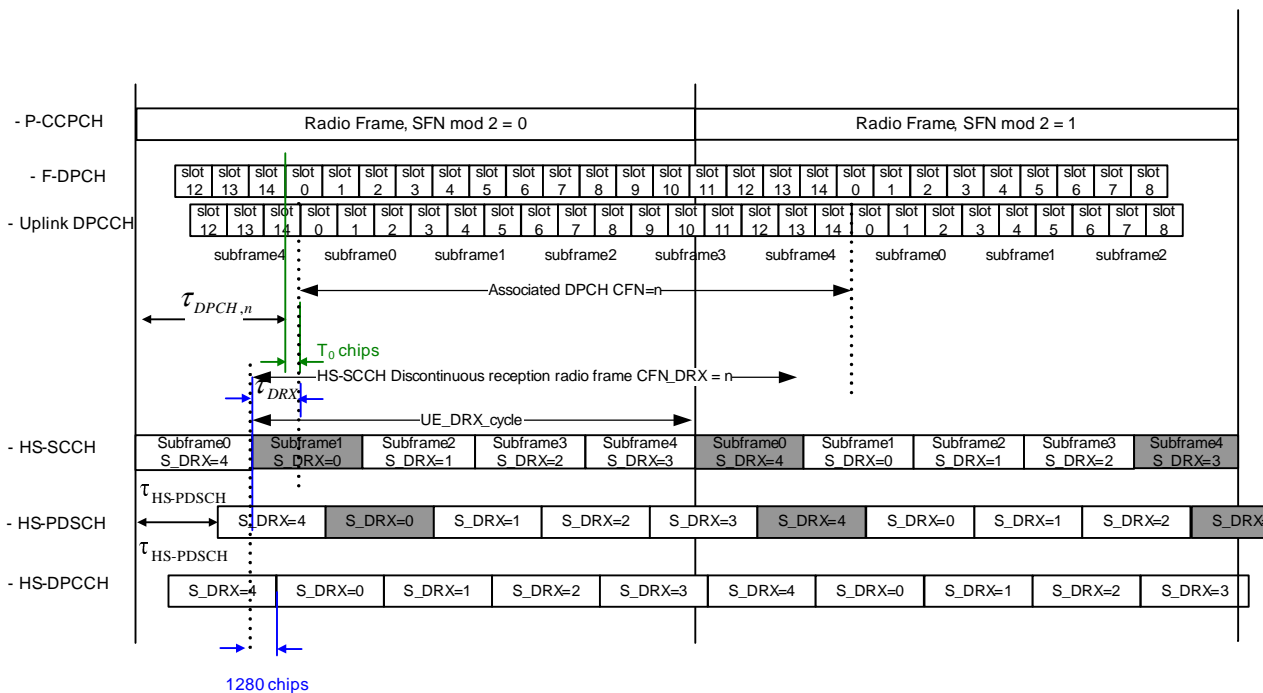 - P-CCPCH
Radio Frame, SFN mod 2 = 0
Radio Frame, SFN mod 2 = 1
- F-DPCH
slot slot slot slot slot slot slot slot slot slot slot slot slot slot slot slot slot slot slot slot slot slot slot slot slot slot slot
12 13 14 0 1 2 3 4 5 6 7 8 9 10 11 12 13 14 0 1 2 3 4 5 6 7 8
- Uplink DPCCH
slot slot slot slot slot slot slot slot slot slot slot slot slot slot slot slot slot slot slot slot slot slot slot slot slot slot slot
12 13 14 0 1 2 3 4 5 6 7 8 9 10 11 12 13 14 0 1 2 3 4 5 6 7 8
subframe4 subframe0 subframe1 subframe2 subframe3 subframe4 subframe0 subframe1 subframe2
Associated DPCH CFN=n
τ DPCH,n
T0 chips
HS-SCCH Discontinuous reception radio frame CFN_DRX = n
τ DRX
UE_DRX_cycle
- HS-SCCH
Subframe0 Subframe1 Subframe2 Subframe3 Subframe4 Subframe0 Subframe1 Subframe2 Subframe3 Subframe4
S_DRX=4 S_DRX=0 S_DRX=1 S_DRX=2 S_DRX=3 S_DRX=4 S_DRX=0 S_DRX=1 S_DRX=2 S_DRX=3
τ HS-PDSCH
- HS-PDSCH
S_DRX=4 S_DRX=0 S_DRX=1 S_DRX=2 S_DRX=3 S_DRX=4 S_DRX=0 S_DRX=1 S_DRX=2 S_DRX
τ HS-PDSCH
- HS-DPCCH
S_DRX=4 S_DRX=0 S_DRX=1 S_DRX=2 S_DRX=3 S_DRX=4 S_DRX=0 S_DRX=1 S_DRX=2 S_DRX=3
1280 chips